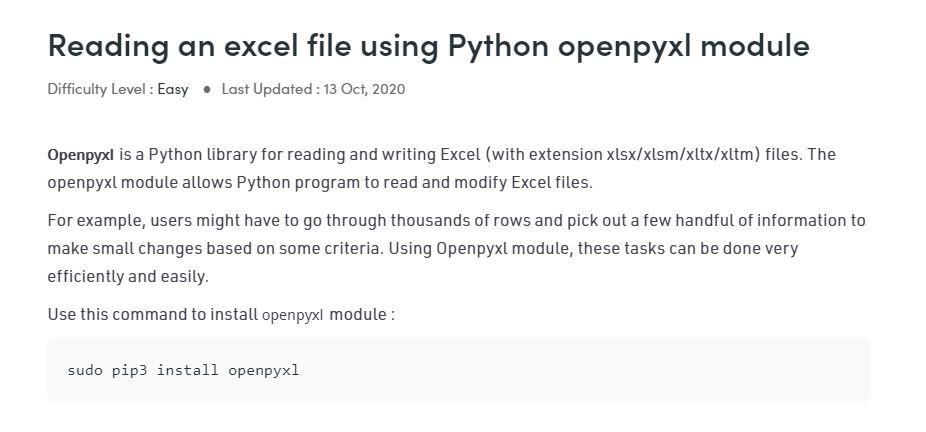 Reading an excel file using Python openpyxl module
Difficulty Level : Easy ● Last Updated : 13 Oct, 2020
Openpyxl is a Python library for reading and writing Excel (with extension xlsx/xlsm/xltx/xltm) files. The
openpyxl module allows Python program to read and modify Excel files.
For example, users might have to go through thousands of rows and pick out a few handful of information to
make small changes based on some criteria. Using Openpyxl module, these tasks can be done very
efficiently and easily.
Use this command to install openpyxl module :
sudo pip3 install openpyxl